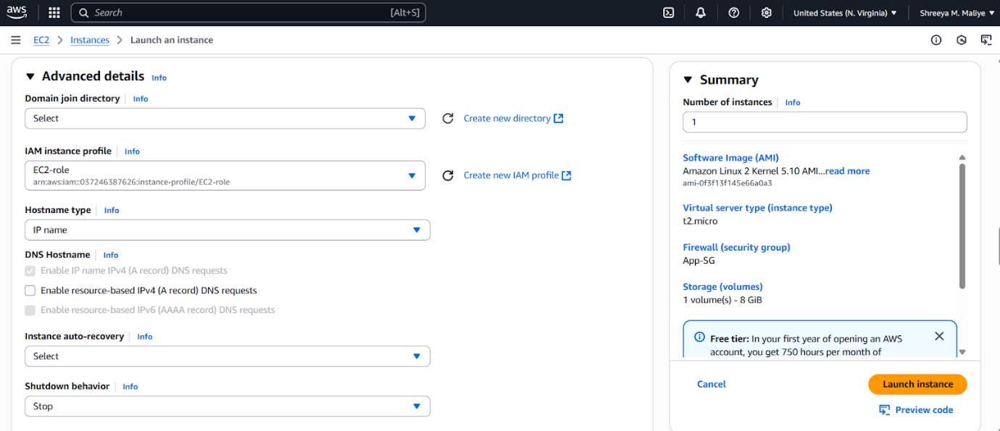 aws
Search [Alt+S]
United States (N. Virginia)
Shreeya M. Maliye
EC2
Instances
Launch an instance
Advanced details Info
Domain join directory Info
Select
Create new directory
IAM instance profile Info
EC2-role
arn:aws:iam::037246387626:instance-profile/EC2-role
Create new IAM profile
Hostname type Info
IP name
DNS Hostname Info
Enable IP name IPv4 (A record) DNS requests
Enable resource-based IPv4 (A record) DNS requests
Enable resource-based IPv6 (AAAA record) DNS requests
Instance auto-recovery Info
Select
Shutdown behavior Info
Stop
Summary
Number of instances Info
1
Software Image (AMI)
Amazon Linux 2 Kernel 5.10 AMI...read more
ami-0f3f13f145e66a0a3
Virtual server type (instance type)
t2.micro
Firewall (security group)
App-SG
Storage (volumes)
1 volume(s) - 8 GiB
Free tier: In your first year of opening an AWS
account, you get 750 hours per month of
Cancel
Launch instance
Preview code